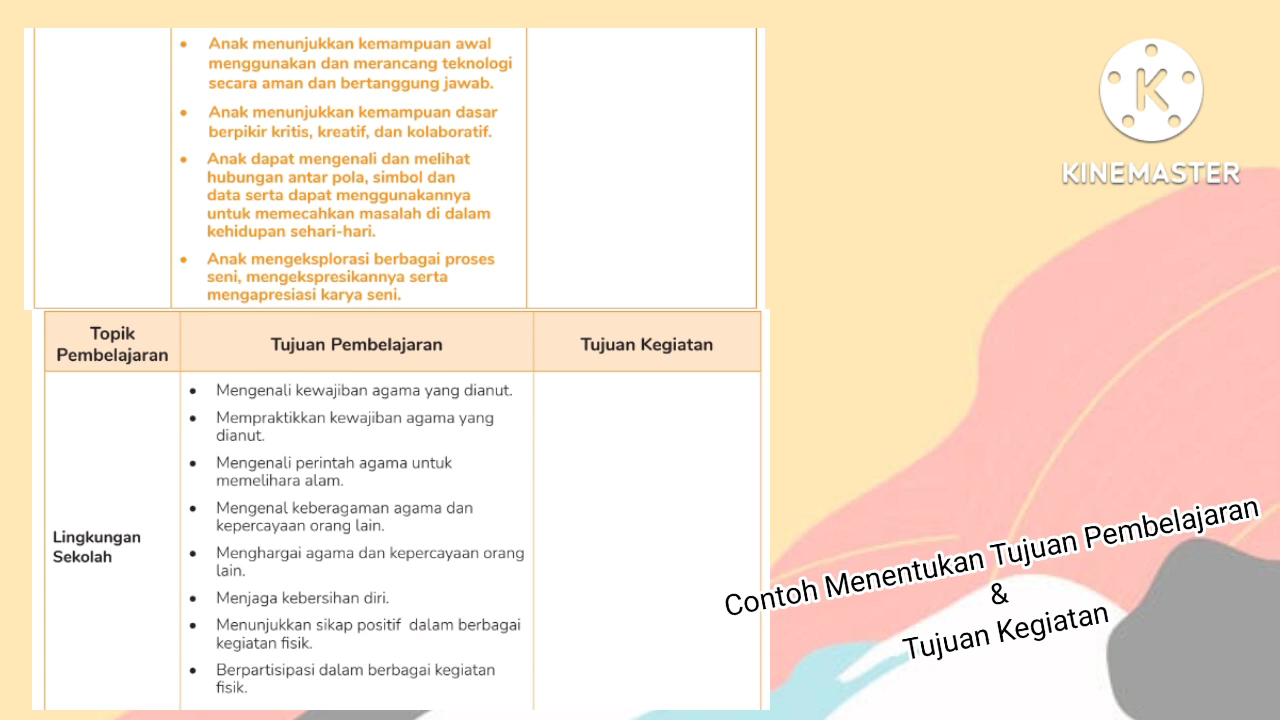 • Anak menunjukkan kemampuan awal
menggunakan dan merancang teknologi
secara aman dan bertanggung jawab.
• Anak menunjukkan kemampuan dasar
berpikir kritis, kreatif, dan kolaboratif.
• Anak dapat mengenali dan melihat
hubungan antar pola, simbol dan
data serta dapat menggunakannya
untuk memecahkan masalah di dalam
kehidupan sehari-hari.
• Anak mengeksplorasi berbagai proses
seni, mengekspresikannya serta
mengapresiasi karya seni.
Topik
Pembelajaran
Tujuan Pembelajaran
Tujuan Kegiatan
Lingkungan
Sekolah
• Mengenali kewajiban agama yang dianut.
• Mempraktikkan kewajiban agama yang
dianut.
• Mengenali perintah agama untuk
memelihara alam.
• Mengenal keberagaman agama dan
kepercayaan orang lain.
• Menghargai agama dan kepercayaan orang
lain.
• Menjaga kebersihan diri.
• Menunjukkan sikap positif dalam berbagai
kegiatan fisik.
• Berpartisipasi dalam berbagai kegiatan
fisik.
K
KINEMASTER
Contoh Menentukan Tujuan Pembelajaran
&
Tujuan Kegiatan